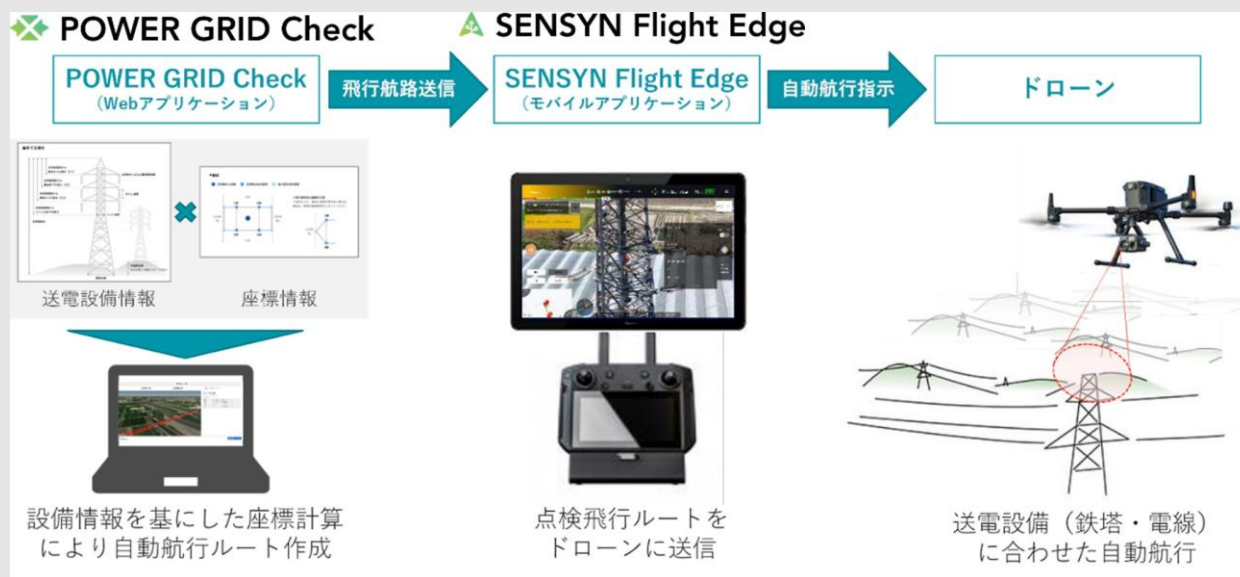 POWER GRID Check
SENSYN Flight Edge
POWER GRID Check
(Webアプリケーション)
飛行航路送信
SENSYN Flight Edge
(モバイルアプリケーション)
自動航行指示
ドローン
送電設備情報
座標情報
設備情報を基にした座標計算
により自動航行ルート作成
点検飛行ルートを
ドローンに送信
送電設備(鉄塔・電線)
に合わせた自動航行